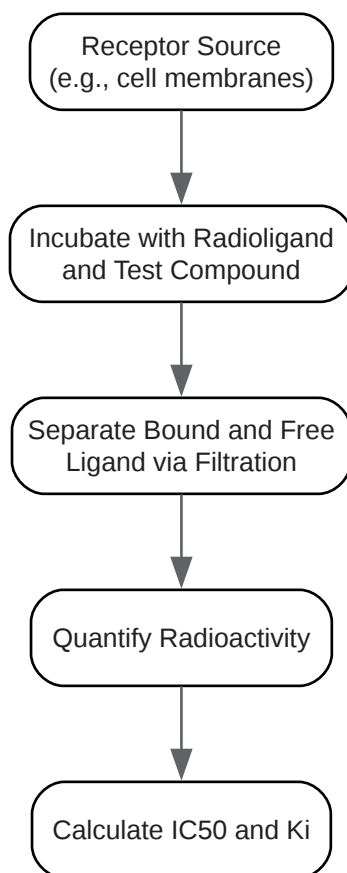 Receptor Source
(e.g., cell membranes)
Incubate with Radioligand
and Test Compound
Separate Bound and Free
Ligand via Filtration
Quantify Radioactivity
Calculate IC50 and Ki